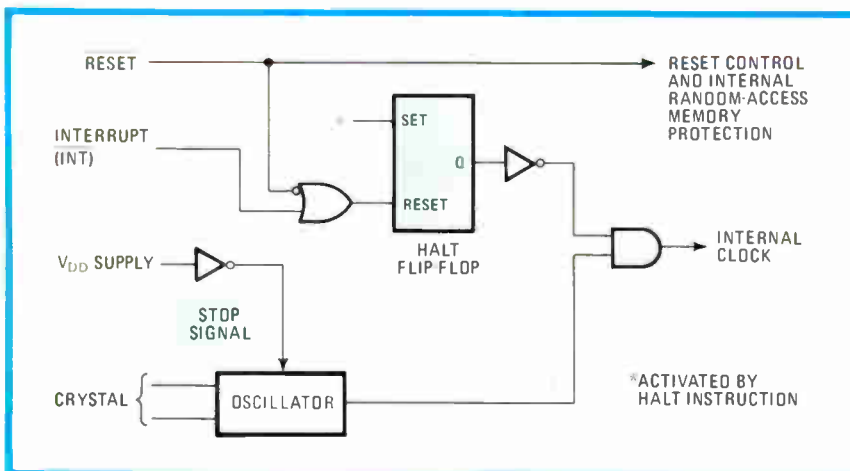 RESET
RESET CONTROL
AND INTERNAL
RANDOM-ACCESS
MEMORY
PROTECTION
INTERRUPT
(INT)
*
SET
Q
RESET
HALT
FLIP FLOP
INTERNAL
CLOCK
VDD SUPPLY
STOP
SIGNAL
CRYSTAL
OSCILLATOR
*ACTIVATED BY
HALT INSTRUCTION